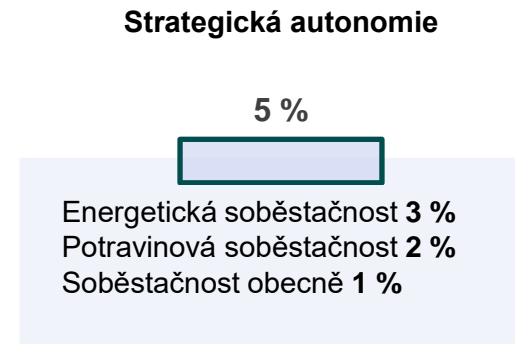 Strategická autonomie
5 %
Energetická soběstačnost 3 %
Potravinová soběstačnost 2 %
Soběstačnost obecně 1 %